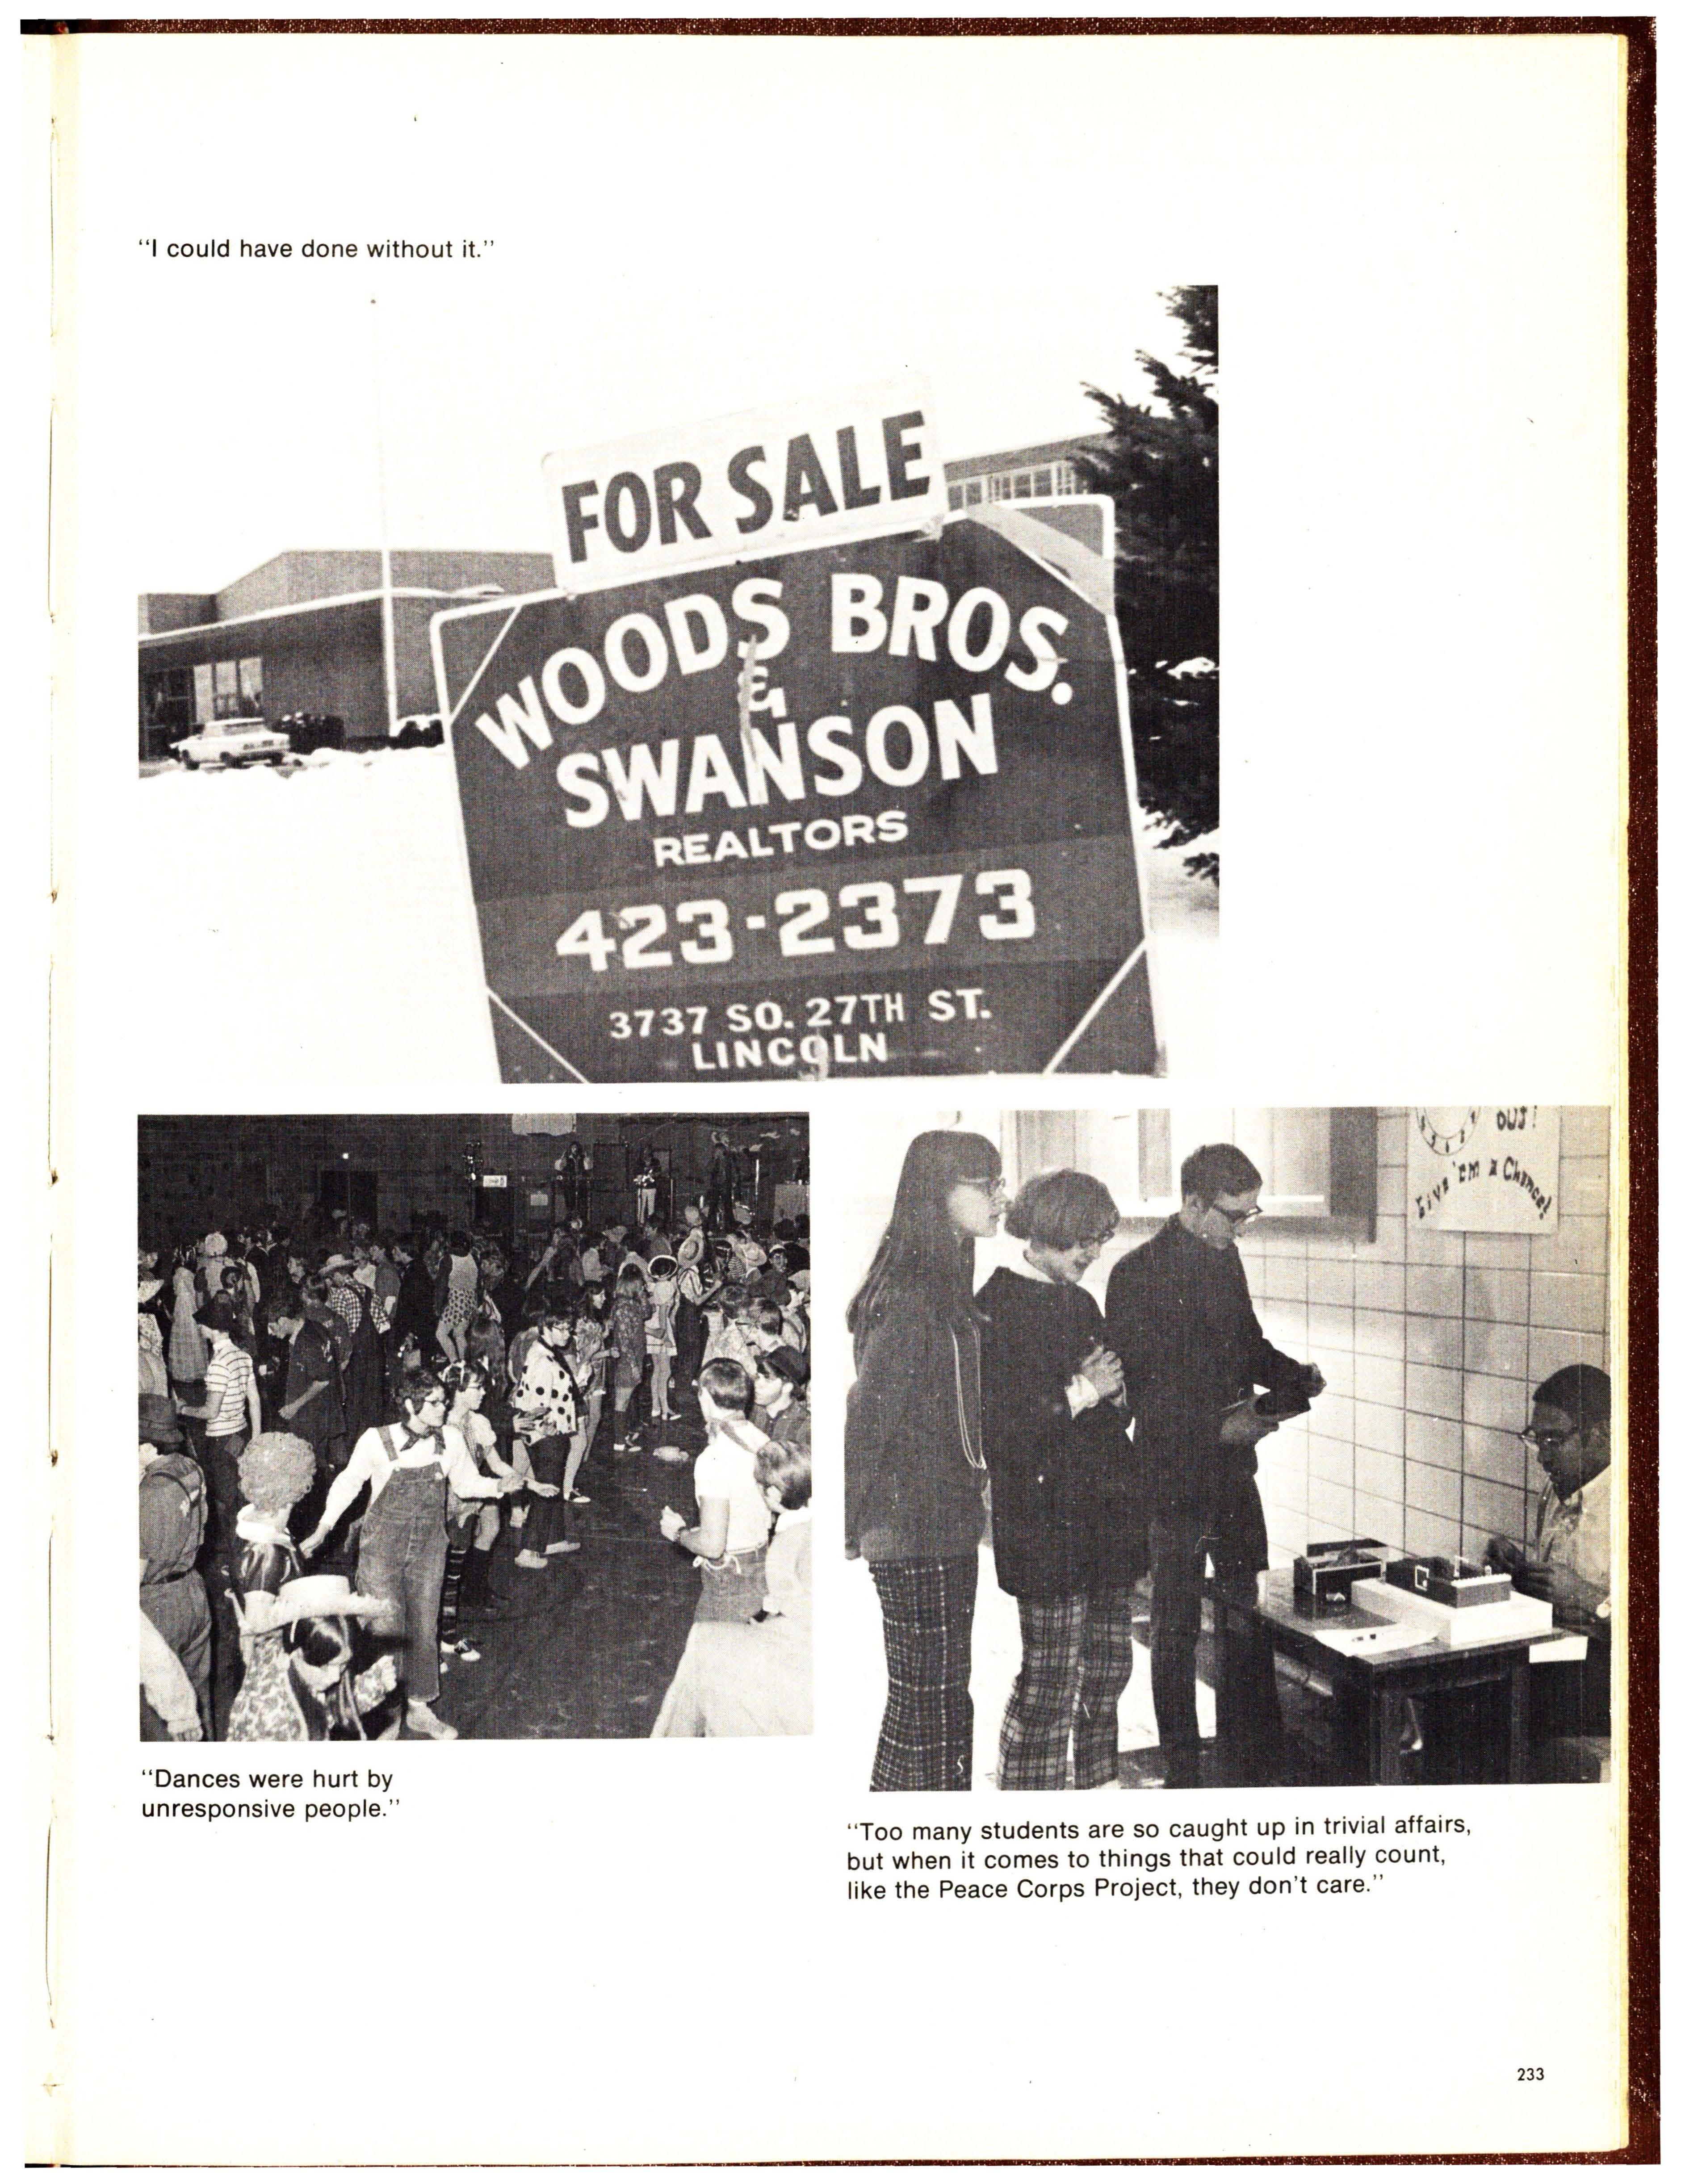 "I could have done without it."
FOR SALE
WOODS BROS.
&
SWANSON
REALTORS
423-2373
3737 SO. 27TH ST.
LINCOLN
OUT!
Give 'em a Chance!
"Dances were hurt by
unresponsive people."
"Too many students are so caught up in trivial affairs,
but when it comes to things that could really count,
like the Peace Corps Project, they don't care."
233